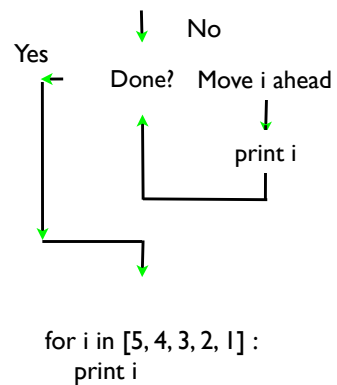 No
Yes
Done? Move i ahead
print i
for i in [5, 4, 3, 2, 1] :
print i